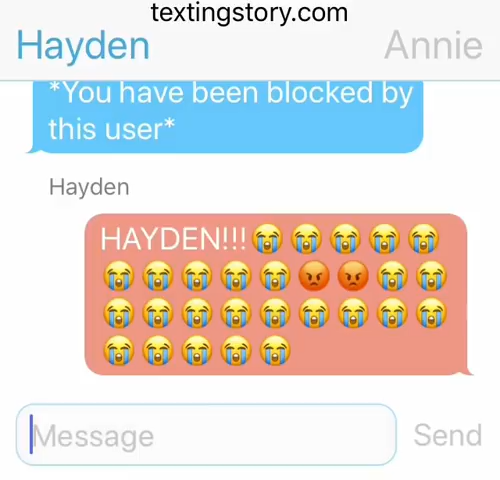 textingstory.com
Hayden Annie
*You have been blocked by
this user*
Hayden
HAYDEN!!!😭😭😭😭😭
😭😭😭😭😭😡😡😭😭
😭😭😭😭😭😭😭😭😭
😭😭😭😭😭
Message Send